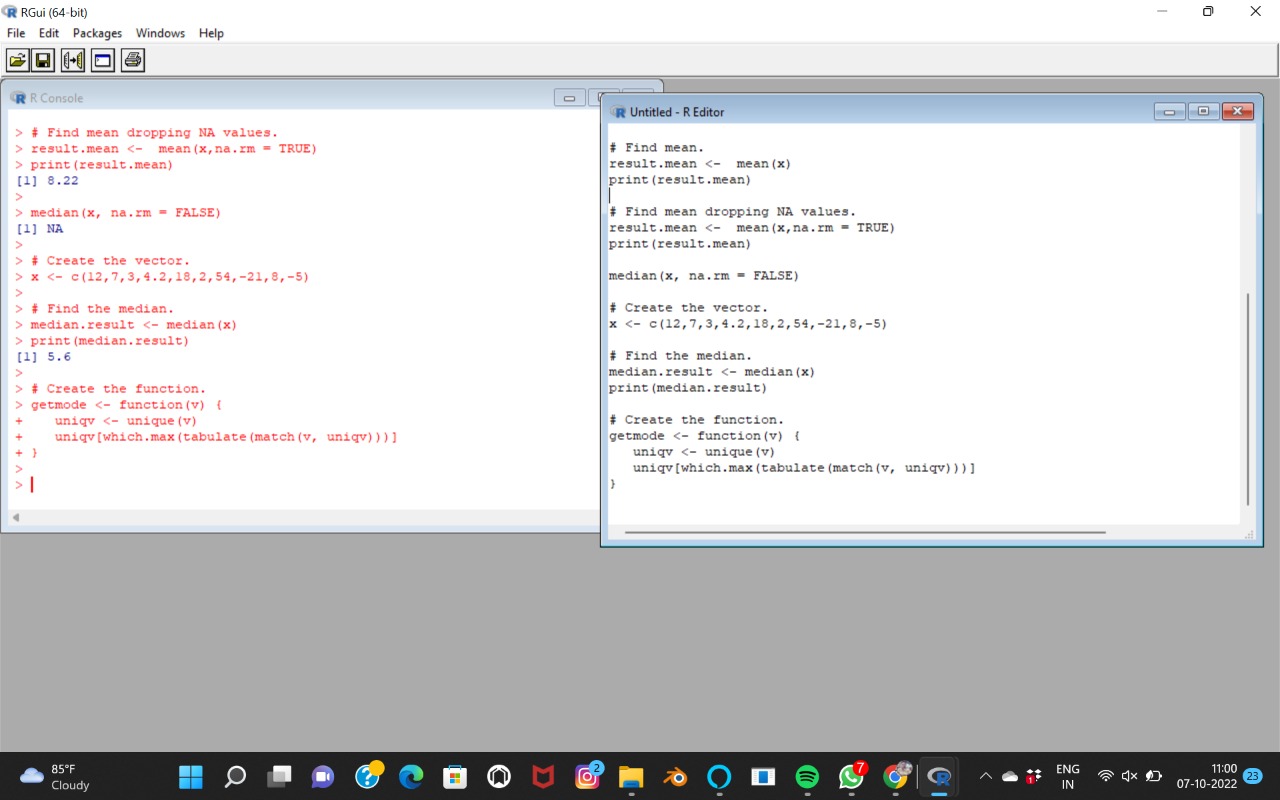 RGui (64-bit)
File Edit Packages Windows Help
R Console
> # Find mean dropping NA values.
> result.mean <-  mean(x,na.rm = TRUE)
> print(result.mean)
[1] 8.22
>
> median(x, na.rm = FALSE)
[1] NA
>
> # Create the vector.
> x <- c(12,7,3,4.2,18,2,54,-21,8,-5)
>
> # Find the median.
> median.result <- median(x)
> print(median.result)
[1] 5.6
>
> # Create the function.
> getmode <- function(v) {
+    uniqv <- unique(v)
+    uniqv[which.max(tabulate(match(v, uniqv)))]
+ }
>
>
Untitled - R Editor
# Find mean.
result.mean <-  mean(x)
print(result.mean)
# Find mean dropping NA values.
result.mean <-  mean(x,na.rm = TRUE)
print(result.mean)
median(x, na.rm = FALSE)
# Create the vector.
x <- c(12,7,3,4.2,18,2,54,-21,8,-5)
# Find the median.
median.result <- median(x)
print(median.result)
# Create the function.
getmode <- function(v) {
   uniqv <- unique(v)
   uniqv[which.max(tabulate(match(v, uniqv)))]
}
85°F
Cloudy
2
7
1
ENG
IN
11:00
07-10-2022
23